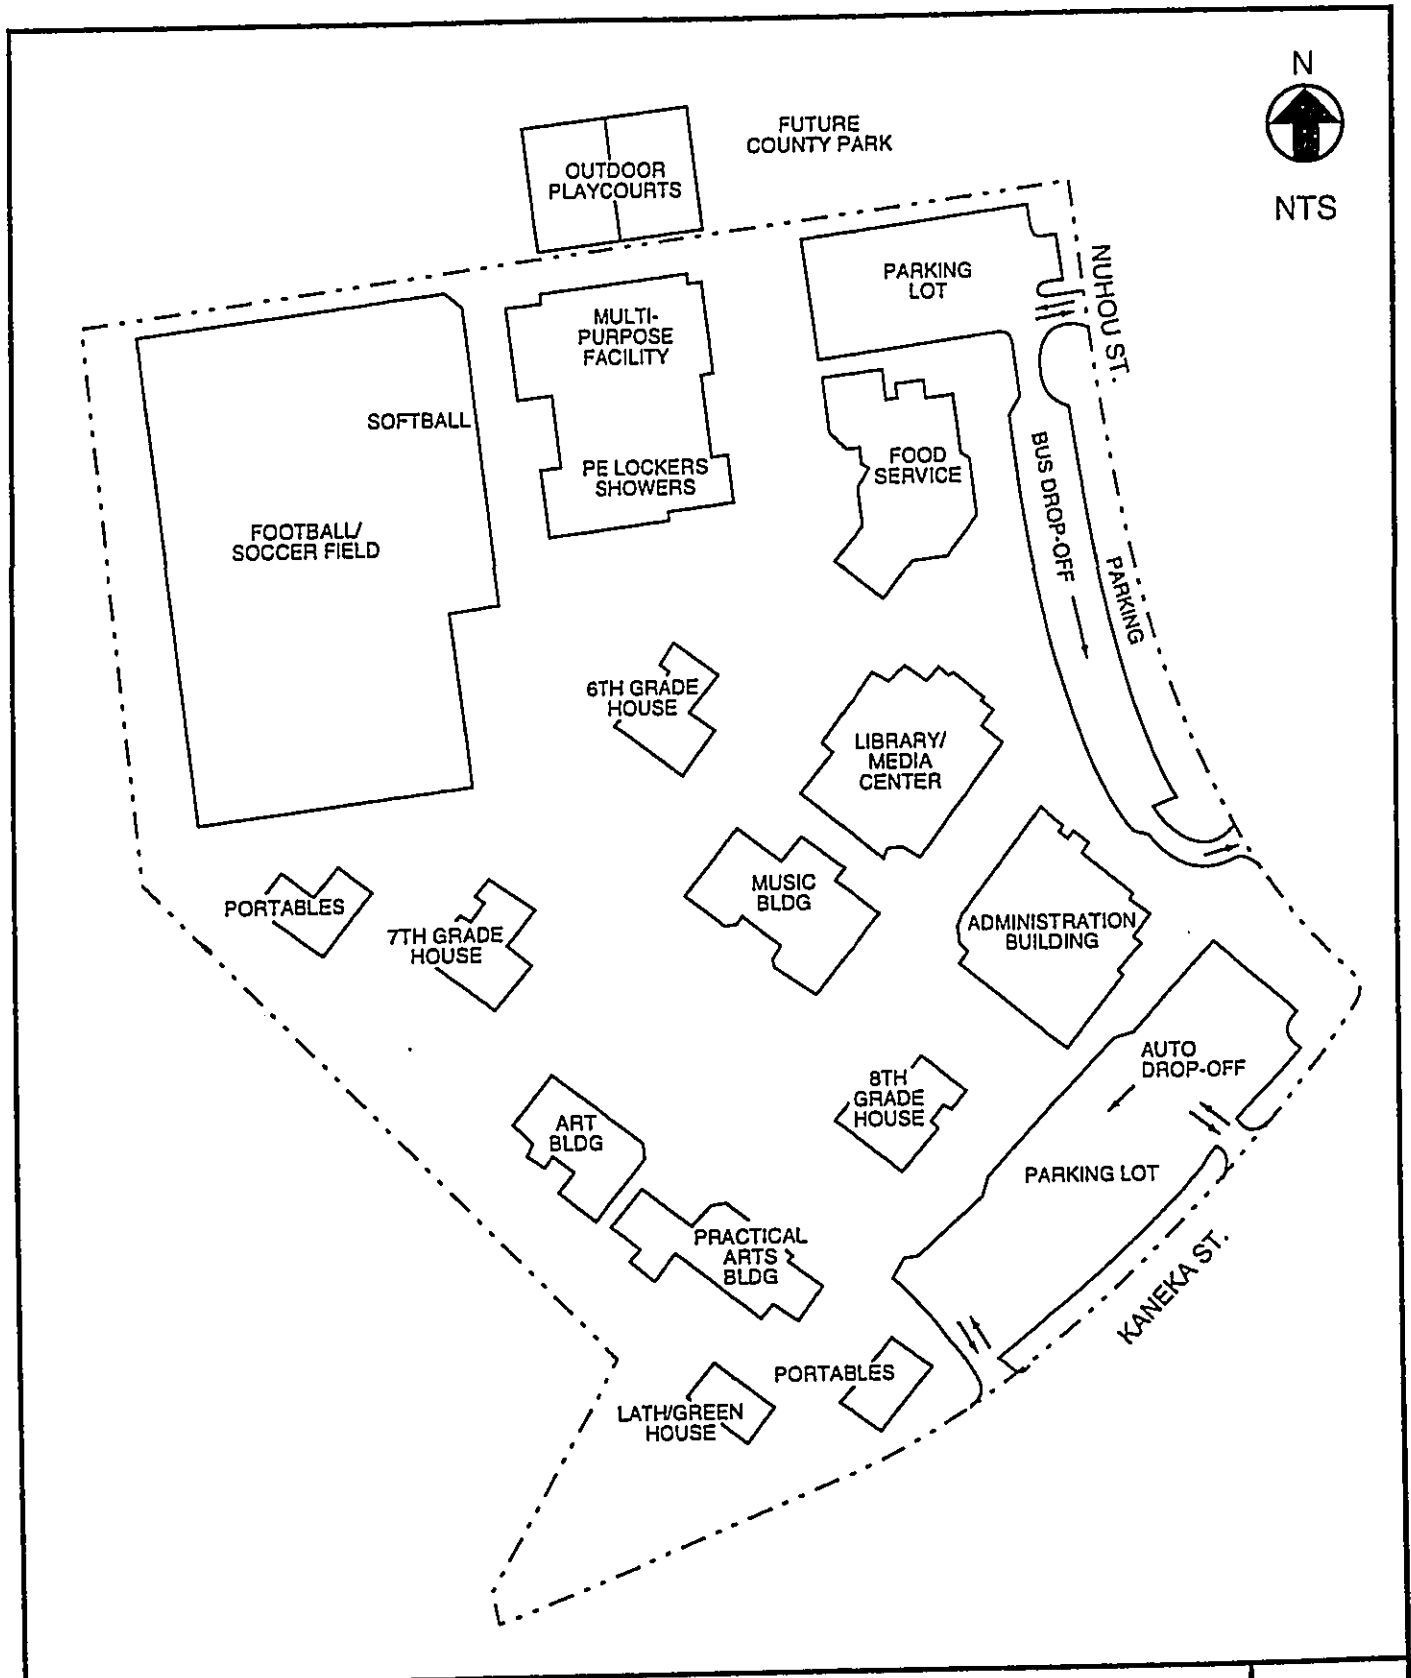 N
NTS
FUTURE
COUNTY PARK
OUTDOOR
PLAYCOURTS
PARKING
LOT
NUHOU ST.
MULTI-
PURPOSE
FACILITY
SOFTBALL
PE LOCKERS
SHOWERS
FOOD
SERVICE
BUS DROP-OFF
PARKING
FOOTBALL/
SOCCER FIELD
6TH GRADE
HOUSE
LIBRARY/
MEDIA
CENTER
MUSIC
BLDG
PORTABLES
7TH GRADE
HOUSE
ADMINISTRATION
BUILDING
AUTO
DROP-OFF
8TH
GRADE
HOUSE
ART
BLDG
PARKING LOT
PRACTICAL
ARTS
BLDG
KANEKA ST.
PORTABLES
LATH/GREEN
HOUSE